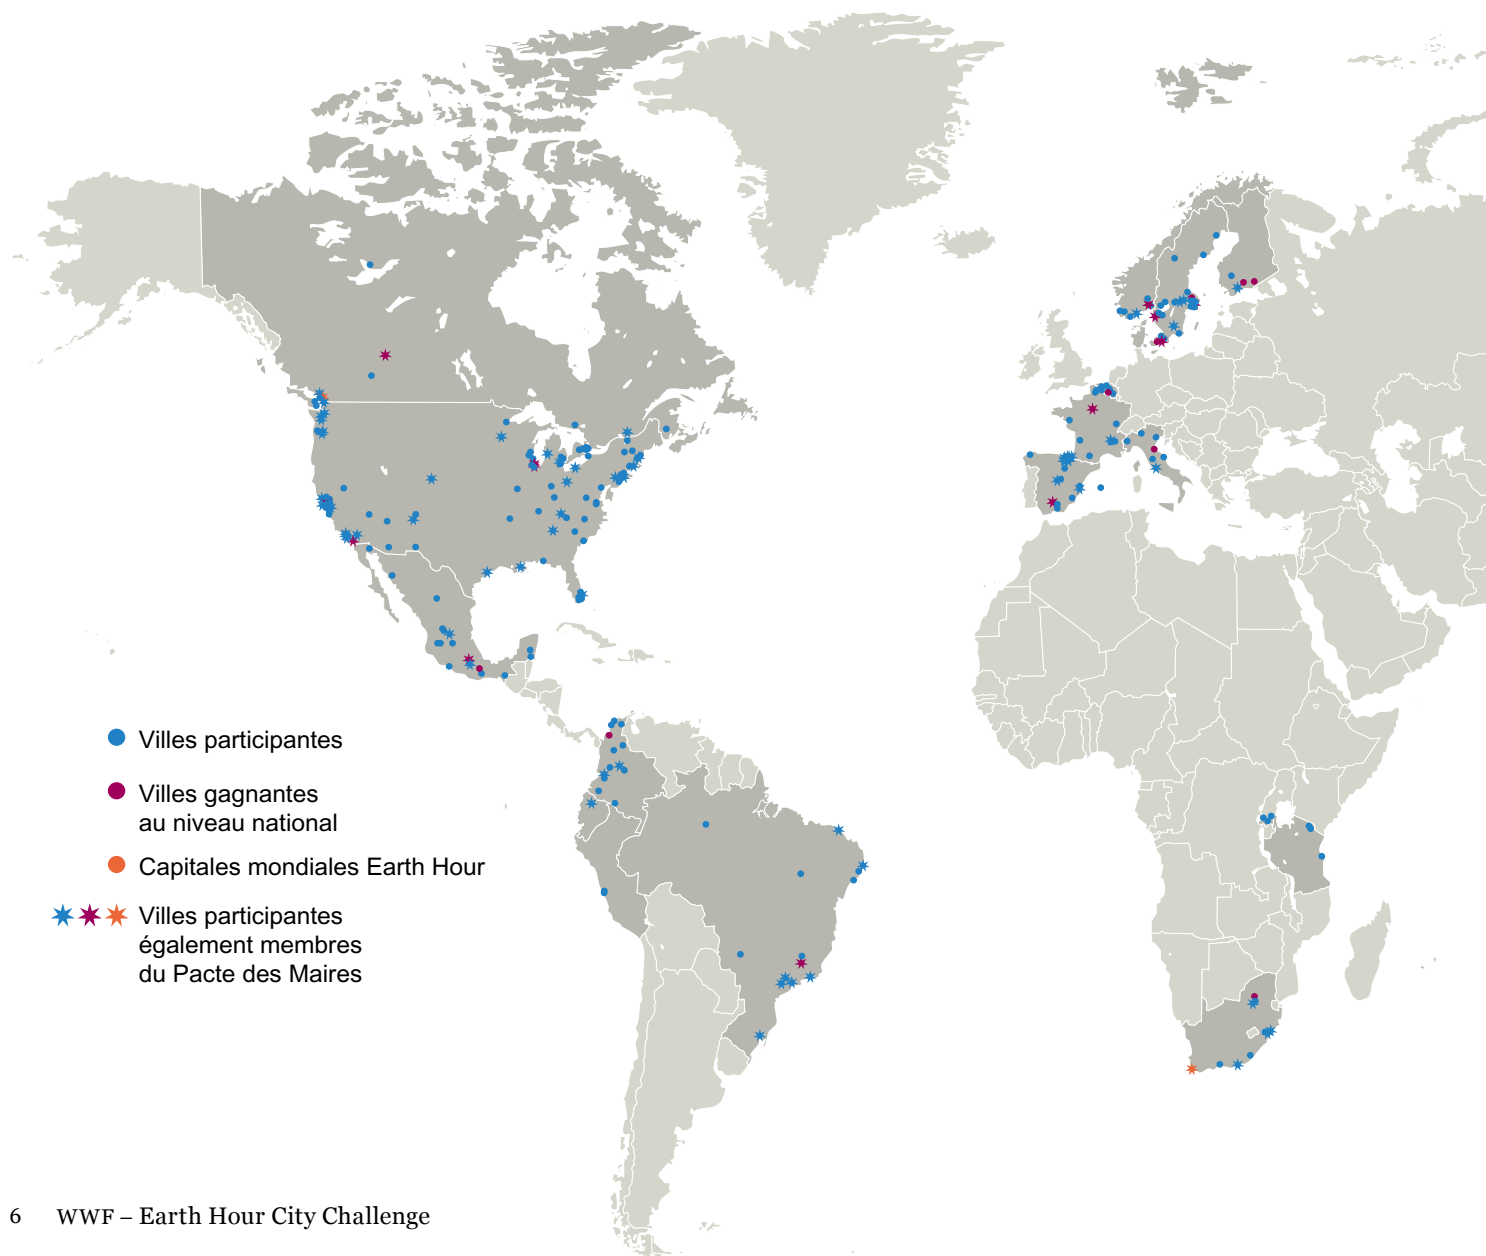 Villes participantes
Villes gagnantes
au niveau national
Capitales mondiales Earth Hour
Villes participantes
également membres
du Pacte des Maires
6 WWF – Earth Hour City Challenge